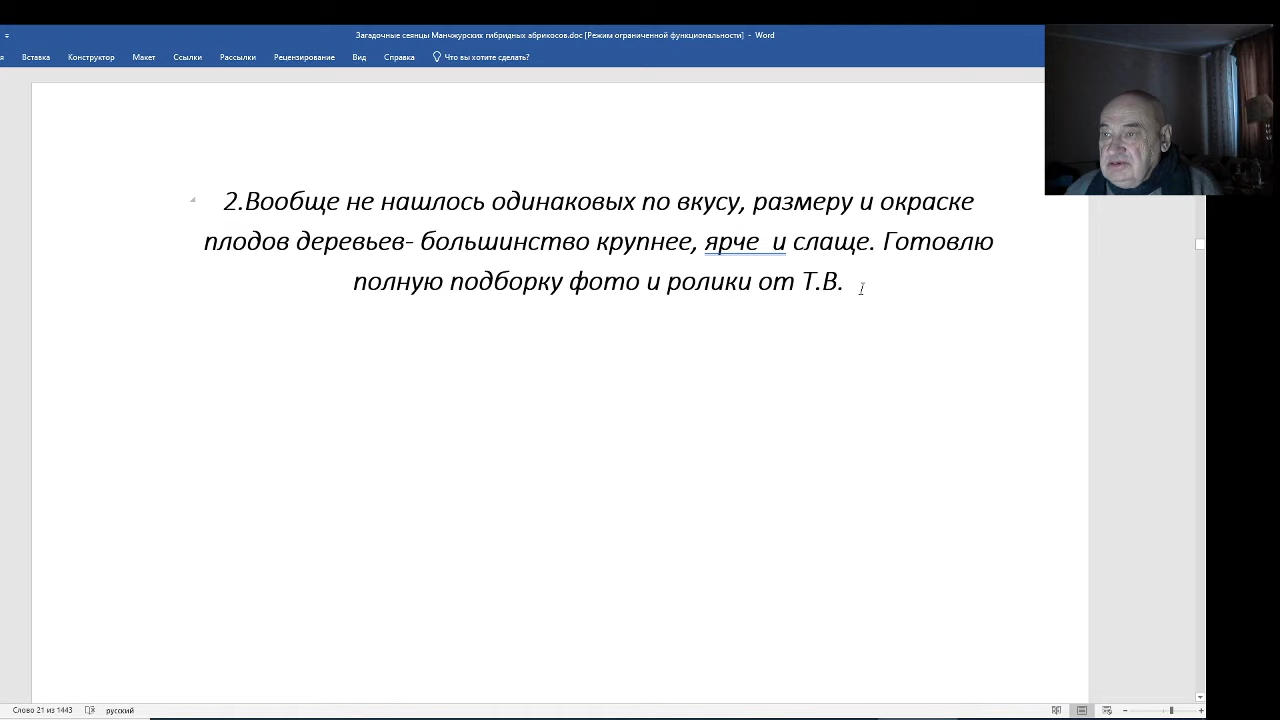 Загадочные сеянцы Манчжурских гибридных абрикосов.doc [Режим ограниченной функциональности] - Word
Вставка Конструктор Макет Ссылки Рассылки Рецензирование Вид Справка Что вы хотите сделать?
2.Вообще не нашлось одинаковых по вкусу, размеру и окраске
плодов деревьев- большинство крупнее, ярче и слаще. Готовлю
полную подборку фото и ролики от Т.В.
Слово 21 из 1443 русский